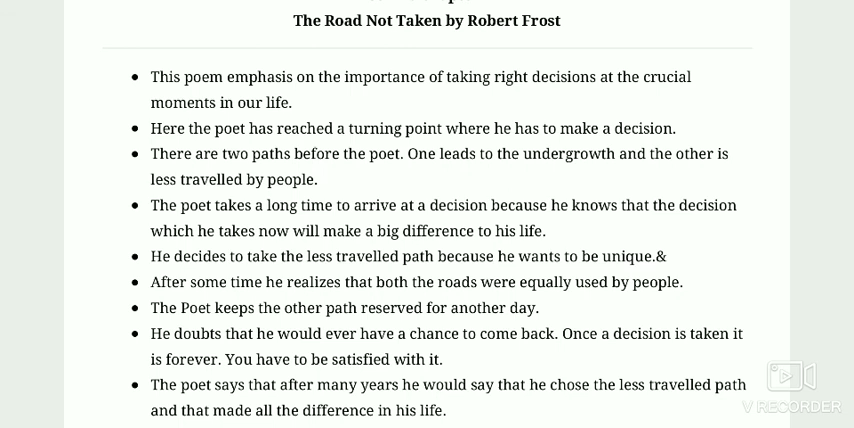 The Road Not Taken by Robert Frost
• This poem emphasis on the importance of taking right decisions at the crucial
moments in our life.
• Here the poet has reached a turning point where he has to make a decision.
• There are two paths before the poet. One leads to the undergrowth and the other is
less travelled by people.
• The poet takes a long time to arrive at a decision because he knows that the decision
which he takes now will make a big difference to his life.
• He decides to take the less travelled path because he wants to be unique.&
• After some time he realizes that both the roads were equally used by people.
• The Poet keeps the other path reserved for another day.
• He doubts that he would ever have a chance to come back. Once a decision is taken it
is forever. You have to be satisfied with it.
• The poet says that after many years he would say that he chose the less travelled path
and that made all the difference in his life.
V RECORDER